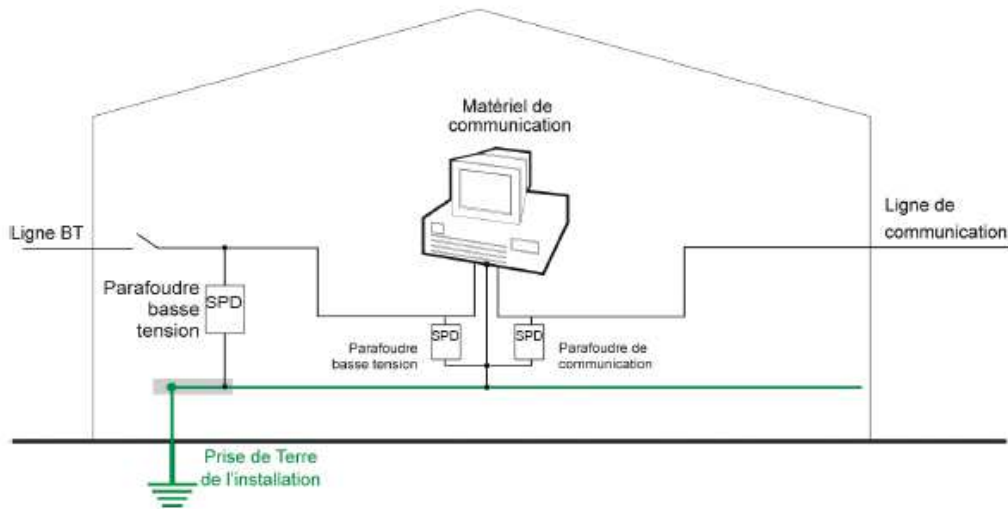 Matériel de
communication
Ligne BT
Ligne de
communication
Parafoudre
basse
tension
SPD
SPD
SPD
Parafoudre
basse tension
Parafoudre de
communication
Prise de Terre
de l'installation